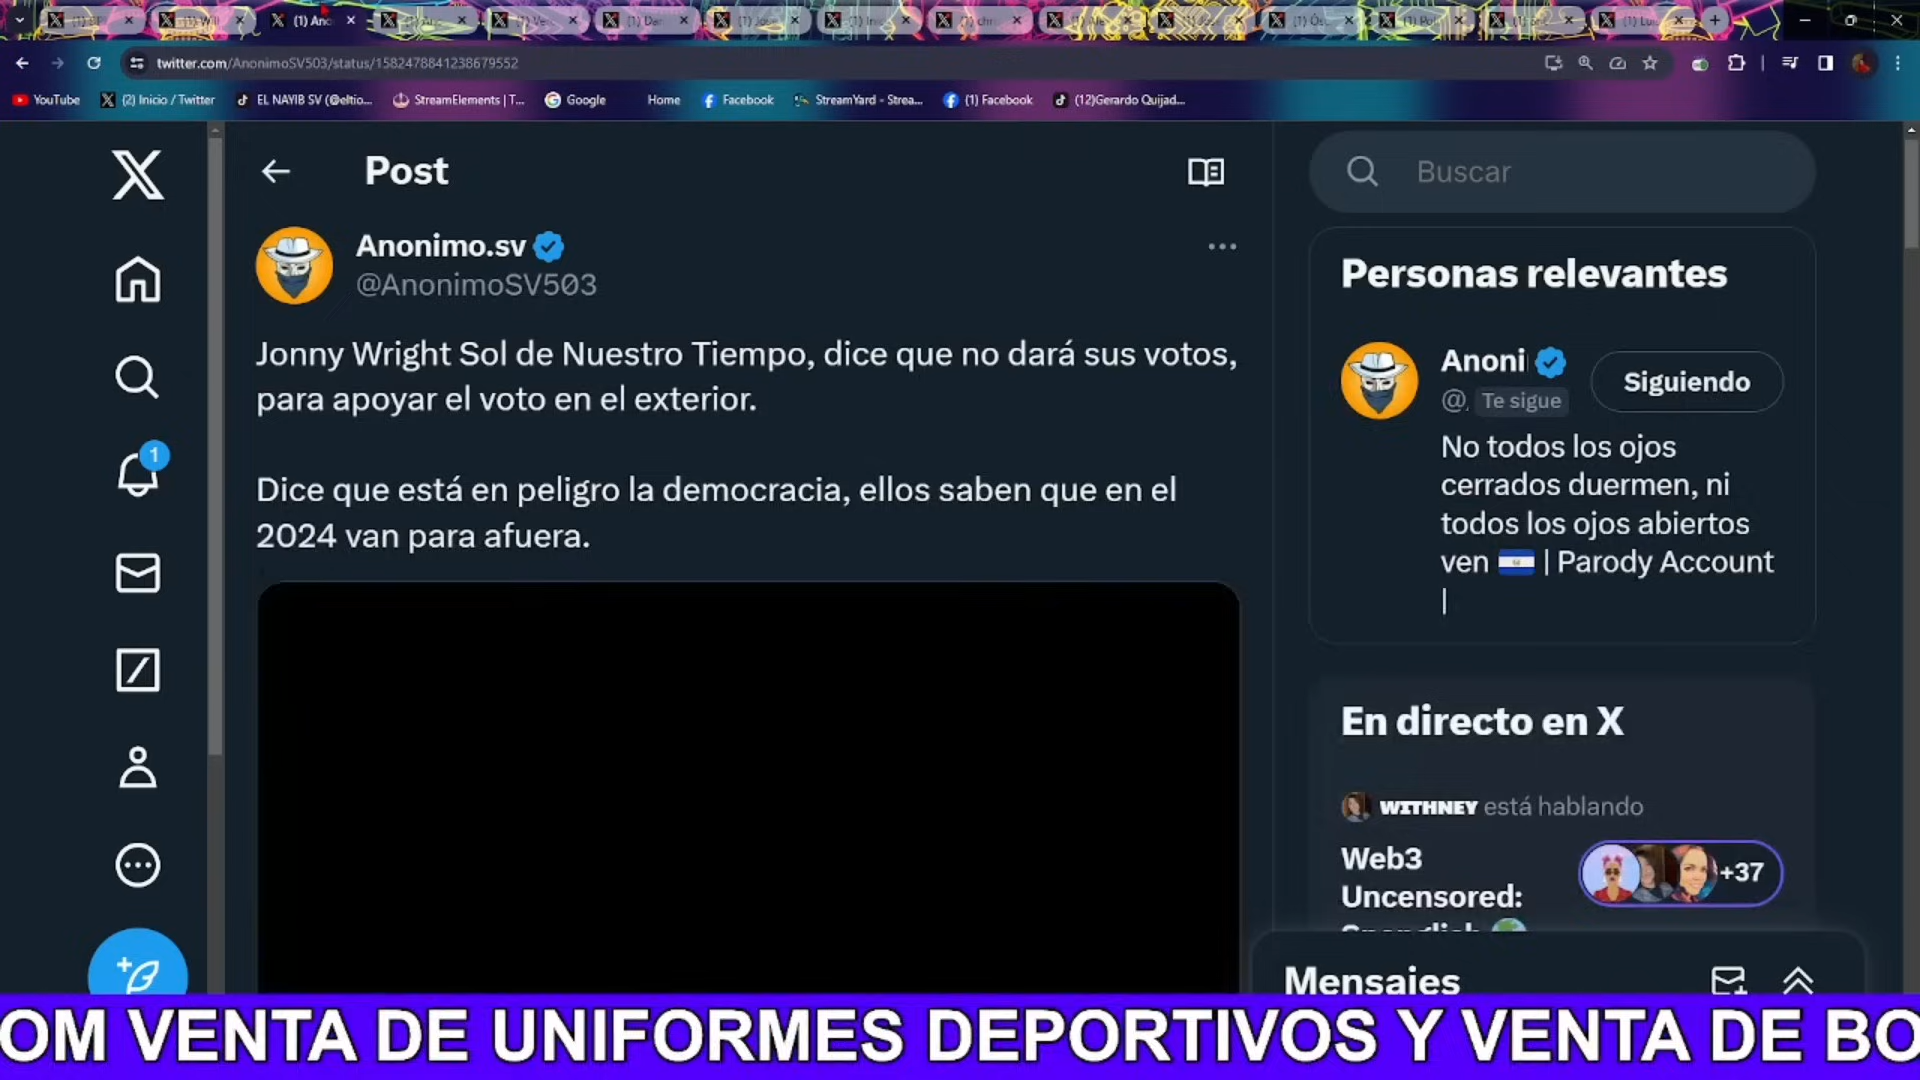 twitter.com/AnonimoSV503/status/1582478841238679552
YouTube
(2) Inicio / Twitter
EL NAYIB SV (@eltio...
StreamElements | T...
Google
Home
Facebook
StreamYard - Strea...
(1) Facebook
(12)Gerardo Quijad...
Post
Anonimo.sv
@AnonimoSV503
Jonny Wright Sol de Nuestro Tiempo, dice que no dará sus votos,
para apoyar el voto en el exterior.
Dice que está en peligro la democracia, ellos saben que en el
2024 van para afuera.
1
Buscar
Personas relevantes
Anoni
@.
Te sigue
Siguiendo
No todos los ojos
cerrados duermen, ni
todos los ojos abiertos
ven | Parody Account
|
En directo en X
WITHNEY está hablando
Web3
Uncensored:
+37
Mensajes
OM VENTA DE UNIFORMES DEPORTIVOS Y VENTA DE BO